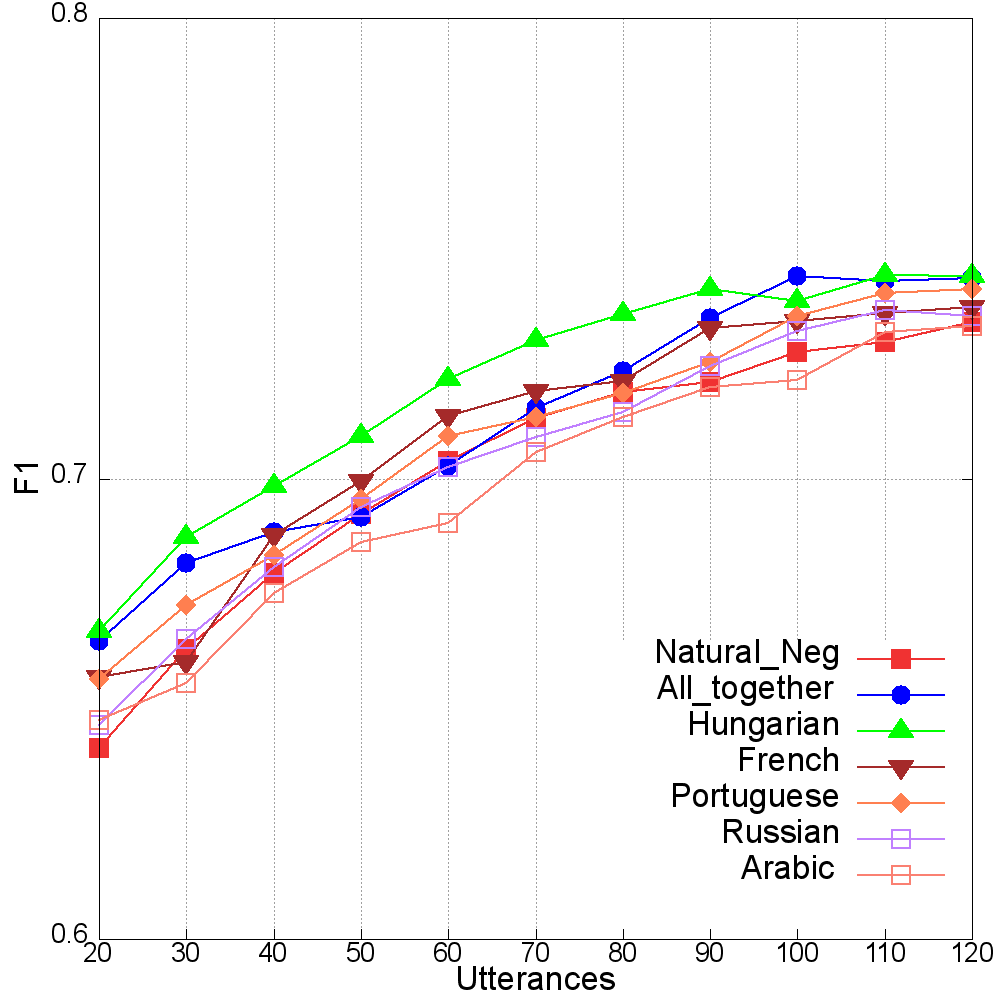 0.8
F1
0.7
Natural_Neg
All_together
Hungarian
French
Portuguese
Russian
Arabic
0.6
20 30 40 50 60 70 80 90 100 110 120
Utterances